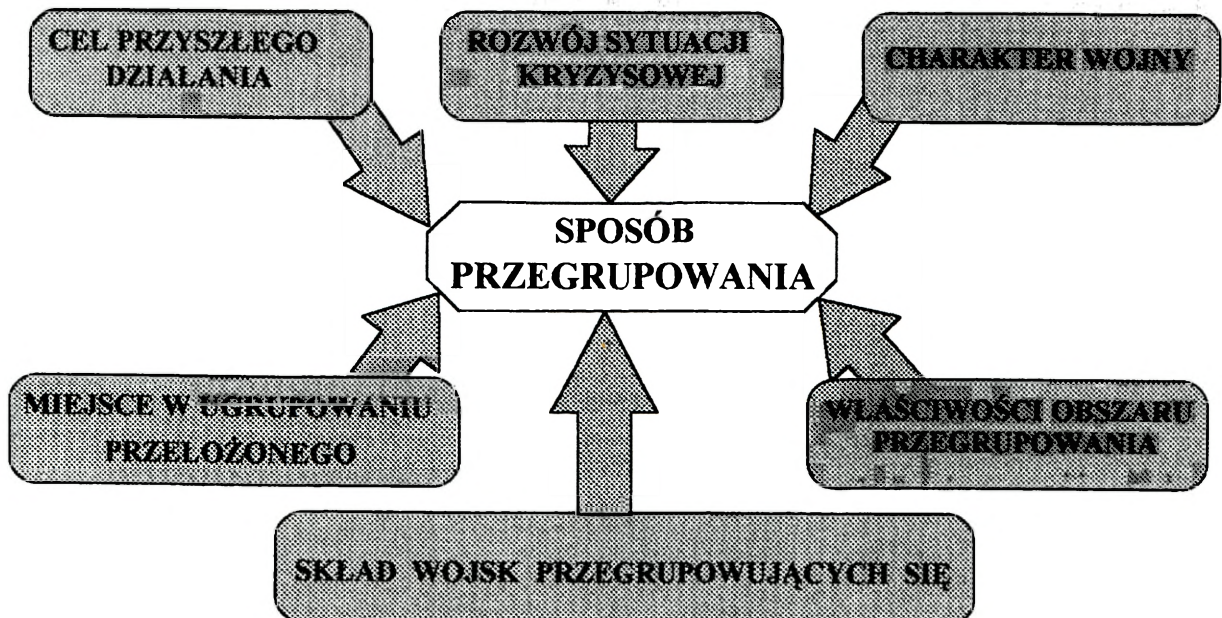 CEL PRZYSZŁEGO
DZIAŁANIA
ROZWÓJ SYTUACJI
KRYZYSOWEJ
CHARAKTER WOJNY
SPOSÓB
PRZEGRUPOWANIA
MIEJSCE W UGRUPOWANIU
PRZEŁOŻONEGO
WŁAŚCIWOŚCI OBSZARU
PRZEGRUPOWANIA
SKŁAD WOJSK PRZEGRUPOWUJĄCYCH SIĘ